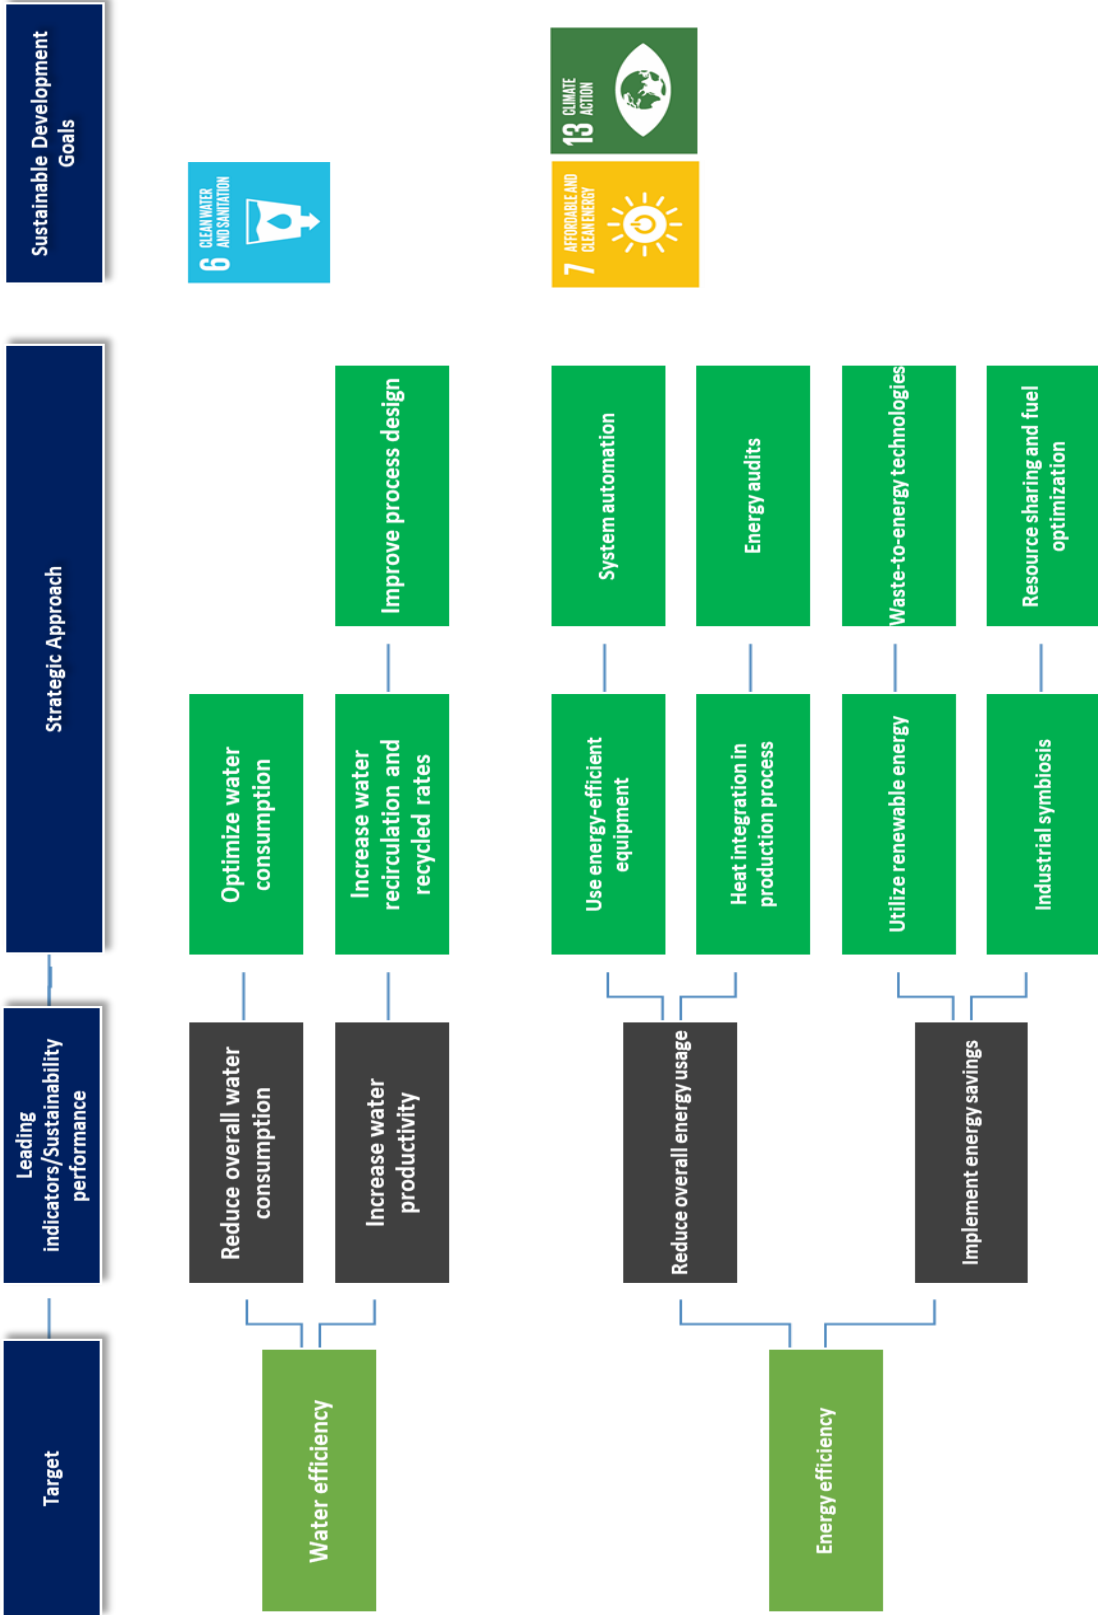 Target
Leading
indicators/Sustainability
performance
Strategic Approach
Sustainable Development
Goals
Water efficiency
Reduce overall water
consumption
Optimize water
consumption
6 CLEAN WATER
AND SANITATION
Increase water
productivity
Increase water
recirculation and
recycled rates
Improve process design
Energy efficiency
Reduce overall energy usage
Use energy-efficient
equipment
System automation
7 AFFORDABLE AND
CLEAN ENERGY
13 CLIMATE
ACTION
Heat integration in
production process
Energy audits
Implement energy savings
Utilize renewable energy
Waste-to-energy technologies
Industrial symbiosis
Resource sharing and fuel
optimization